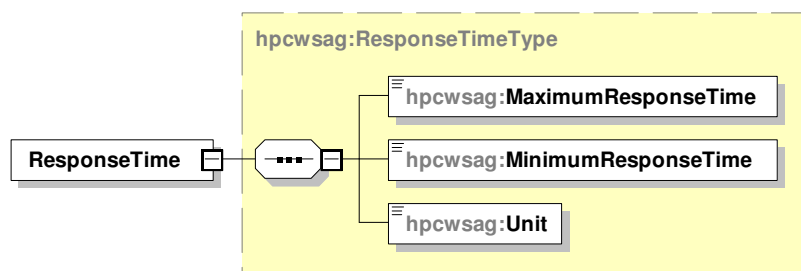 hpcwsag:ResponseTimeType
hpcwsag:MaximumResponseTime
ResponseTime
hpcwsag:MinimumResponseTime
hpcwsag:Unit